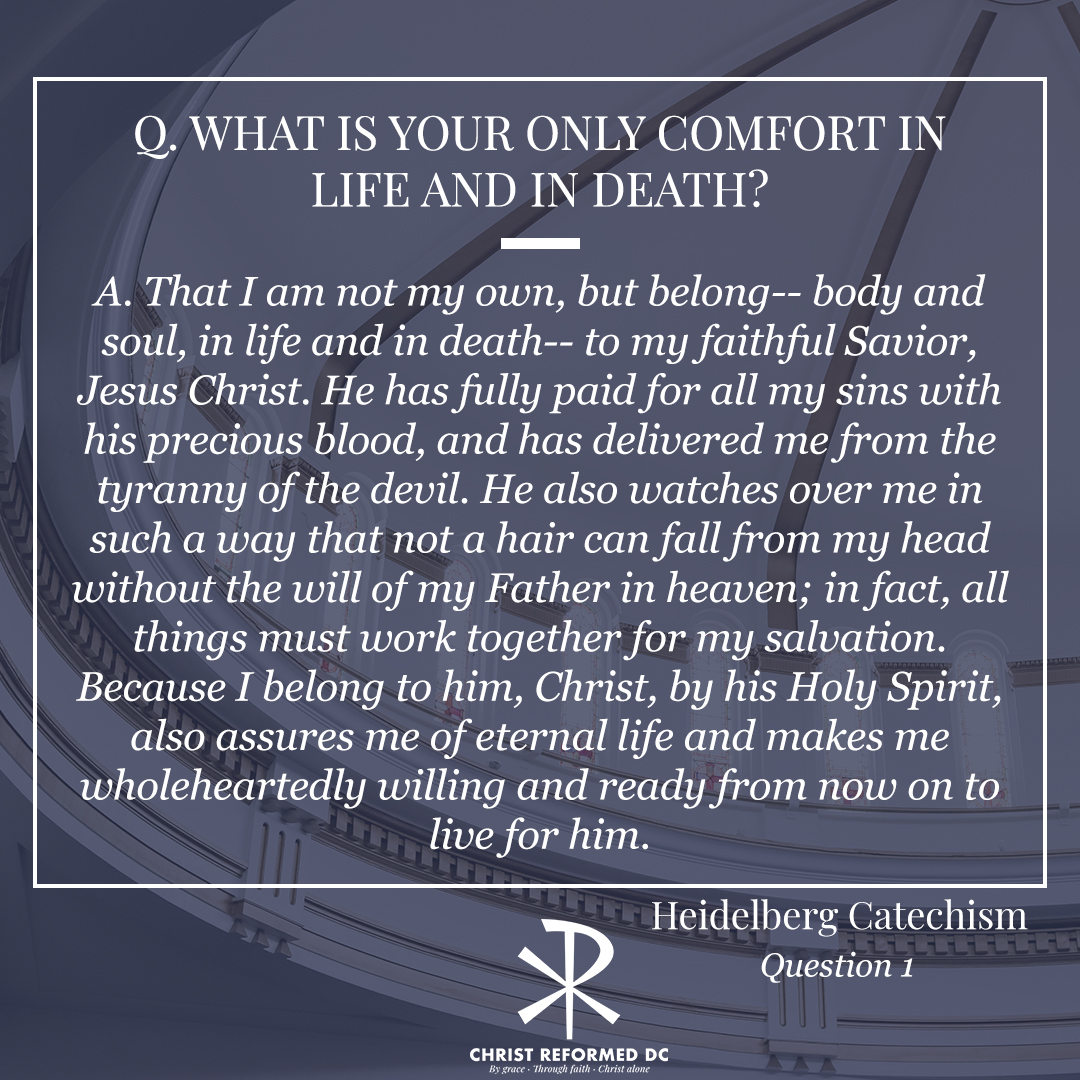 Q. WHAT IS YOUR ONLY COMFORT IN
LIFE AND IN DEATH?
A. That I am not my own, but belong-- body and
soul, in life and in death-- to my faithful Savior,
Jesus Christ. He has fully paid for all my sins with
his precious blood, and has delivered me from the
tyranny of the devil. He also watches over me in
such a way that not a hair can fall from my head
without the will of my Father in heaven; in fact, all
things must work together for my salvation.
Because I belong to him, Christ, by his Holy Spirit,
also assures me of eternal life and makes me
wholeheartedly willing and ready from now on to
live for him.
Heidelberg Catechism
Question 1
CHRIST REFORMED DC
By grace · Through faith · Christ alone